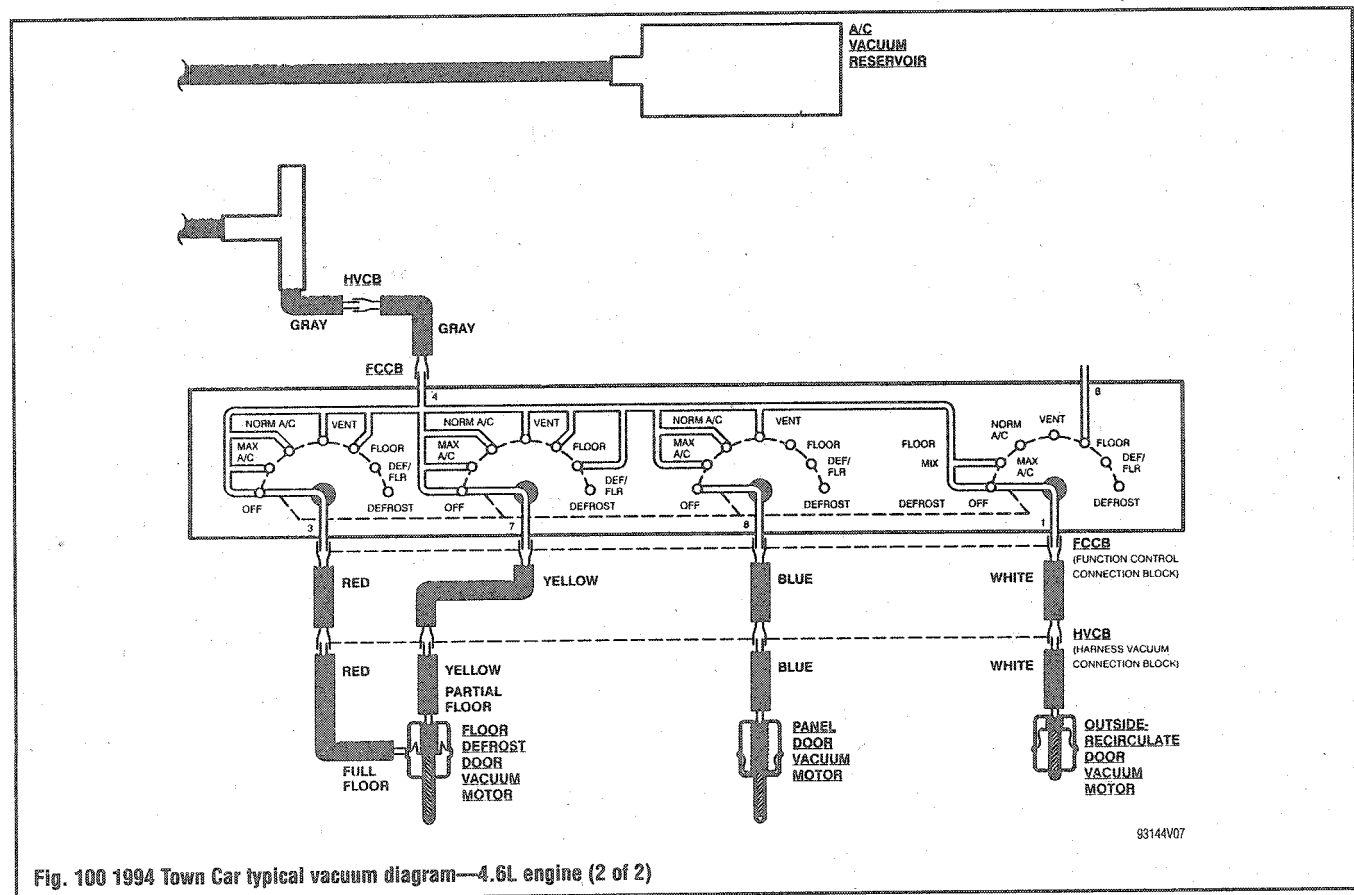 A/C
VACUUM
RESERVOIR
HVCB
GRAY
GRAY
FCCB
4
6
NORM A/C
VENT
MAX
A/C
FLOOR
DEF/
FLR
OFF
DEFROST
3
NORM A/C
VENT
MAX
A/C
FLOOR
DEF/
FLR
OFF
DEFROST
7
NORM A/C
VENT
MAX
A/C
FLOOR
DEF/
FLR
OFF
DEFROST
8
FLOOR
MIX
DEFROST
NORM
A/C
VENT
MAX
A/C
FLOOR
DEF/
FLR
OFF
DEFROST
1
RED
YELLOW
BLUE
WHITE
FCCB
(FUNCTION CONTROL
CONNECTION BLOCK)
HVCB
(HARNESS VACUUM
CONNECTION BLOCK)
RED
YELLOW
PARTIAL
FLOOR
BLUE
WHITE
FULL
FLOOR
FLOOR
DEFROST
DOOR
VACUUM
MOTOR
PANEL
DOOR
VACUUM
MOTOR
OUTSIDE-
RECIRCULATE
DOOR
VACUUM
MOTOR
93144V07
Fig. 100 1994 Town Car typical vacuum diagram—4.6L engine (2 of 2)